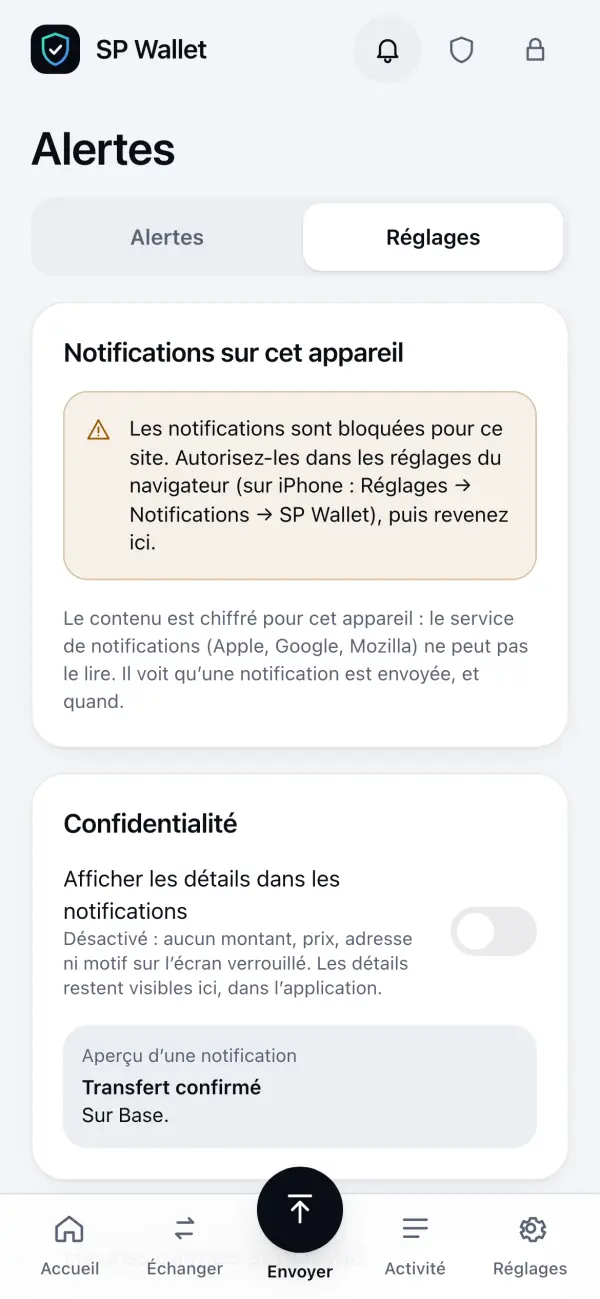 SP Wallet
Alertes
Alertes
Réglages
Notifications sur cet appareil
Les notifications sont bloquées pour ce
site. Autorisez-les dans les réglages du
navigateur (sur iPhone : Réglages →
Notifications → SP Wallet), puis revenez
ici.
Le contenu est chiffré pour cet appareil : le service
de notifications (Apple, Google, Mozilla) ne peut pas
le lire. Il voit qu’une notification est envoyée, et
quand.
Confidentialité
Afficher les détails dans les
notifications
Désactivé : aucun montant, prix, adresse
ni motif sur l’écran verrouillé. Les détails
restent visibles ici, dans l’application.
Aperçu d’une notification
Transfert confirmé
Sur Base.
Accueil
Échanger
Envoyer
Activité
Réglages